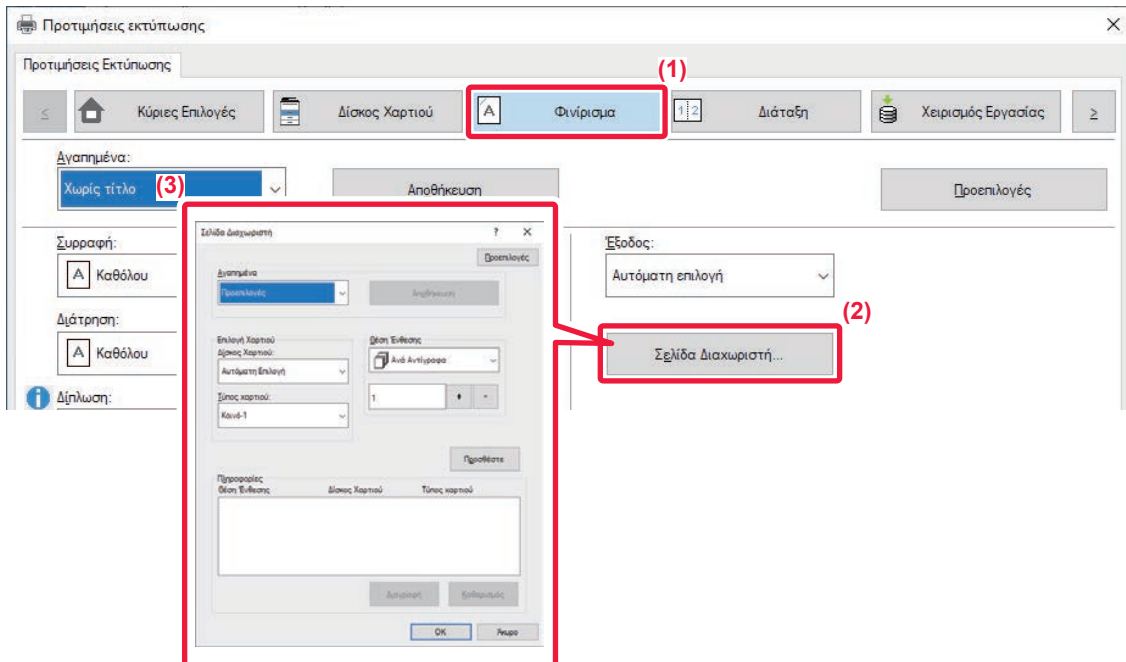 Προτιμήσεις εκτύπωσης
Προτιμήσεις Εκτύπωσης
(1)
≤ Κύριες Επιλογές Δίσκος Χαρτιού A Φινίρισμα 1 2 Διάταξη Χειρισμός Εργασίας ≥
Αγαπημένα:
Χωρίς τίτλο (3) Αποθήκευση Προεπιλογές
Συρραφή:
A Καθόλου
Διάτρηση:
A Καθόλου
Δίπλωση:
Σελίδα Διαχωριστή ?
Προεπιλογές
Αγαπημένα
Προεπιλογές Αποθήκευση
Επιλογή Χαρτιού
Δίσκος Χαρτιού:
Αυτόματη Επιλογή
Τύπος χαρτιού:
Κοινό-1
Θέση Ένθεσης
Ανά Αντίγραφο
1 + -
Προσθέστε
Πληροφορίες
Θέση Ένθεσης Δίσκος Χαρτιού Τύπος χαρτιού
Διαγραφή Καθαρισμός
OK Άκυρο
Έξοδος:
Αυτόματη επιλογή
(2)
Σελίδα Διαχωριστή...